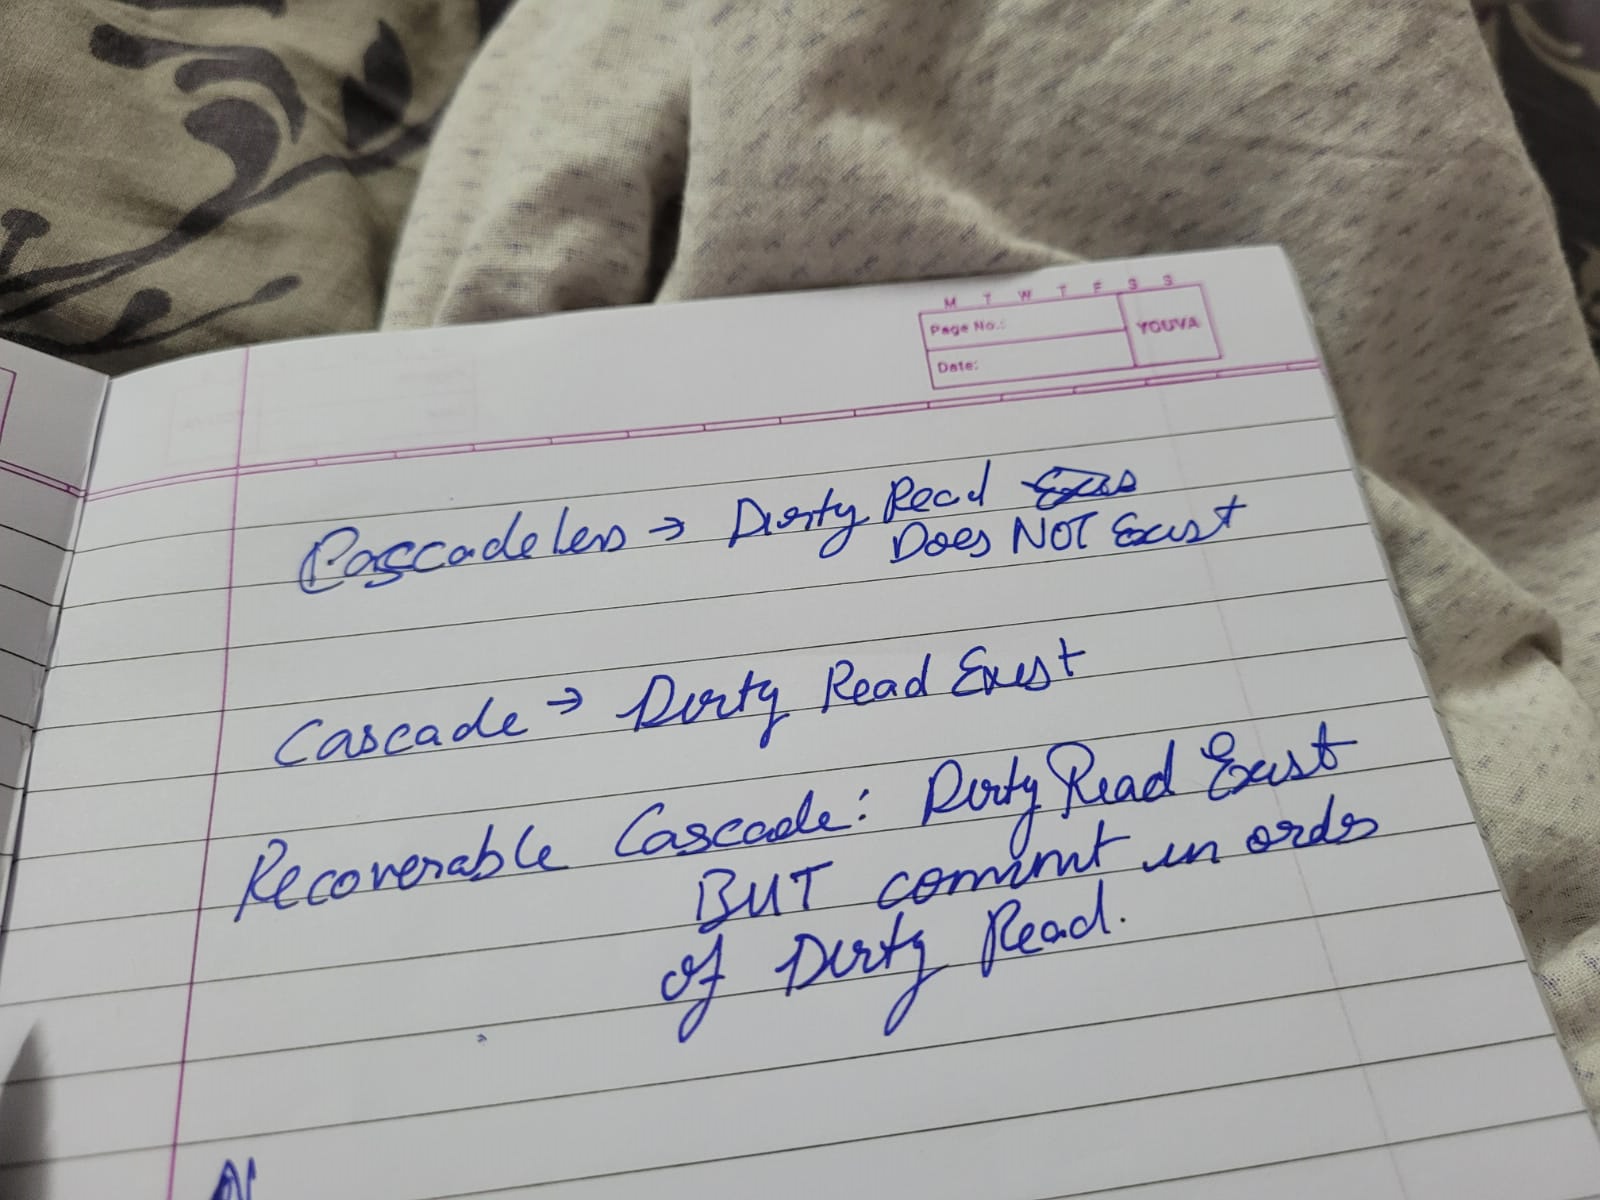 M T W T F S S
Page No.:
YOUVA
Date:
Cascadeless → Dirty Read
Does NOT Exist
Cascade → Dirty Read Exist
Recoverable Cascade: Dirty Read Exist
BUT commit in order
of Dirty Read.